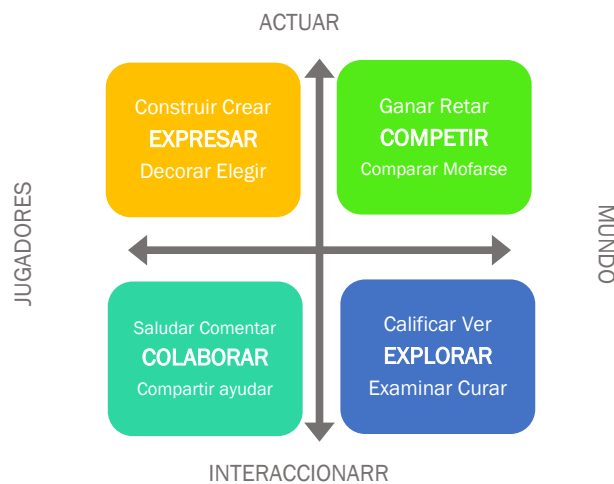 ACTUAR
Construir Crear
EXPRESAR
Decorar Elegir
Ganar Retar
COMPETIR
Comparar Mofarse
JUGADORES
MUNDO
Saludar Comentar
COLABORAR
Compartir ayudar
Calificar Ver
EXPLORAR
Examinar Curar
INTERACCIONARR